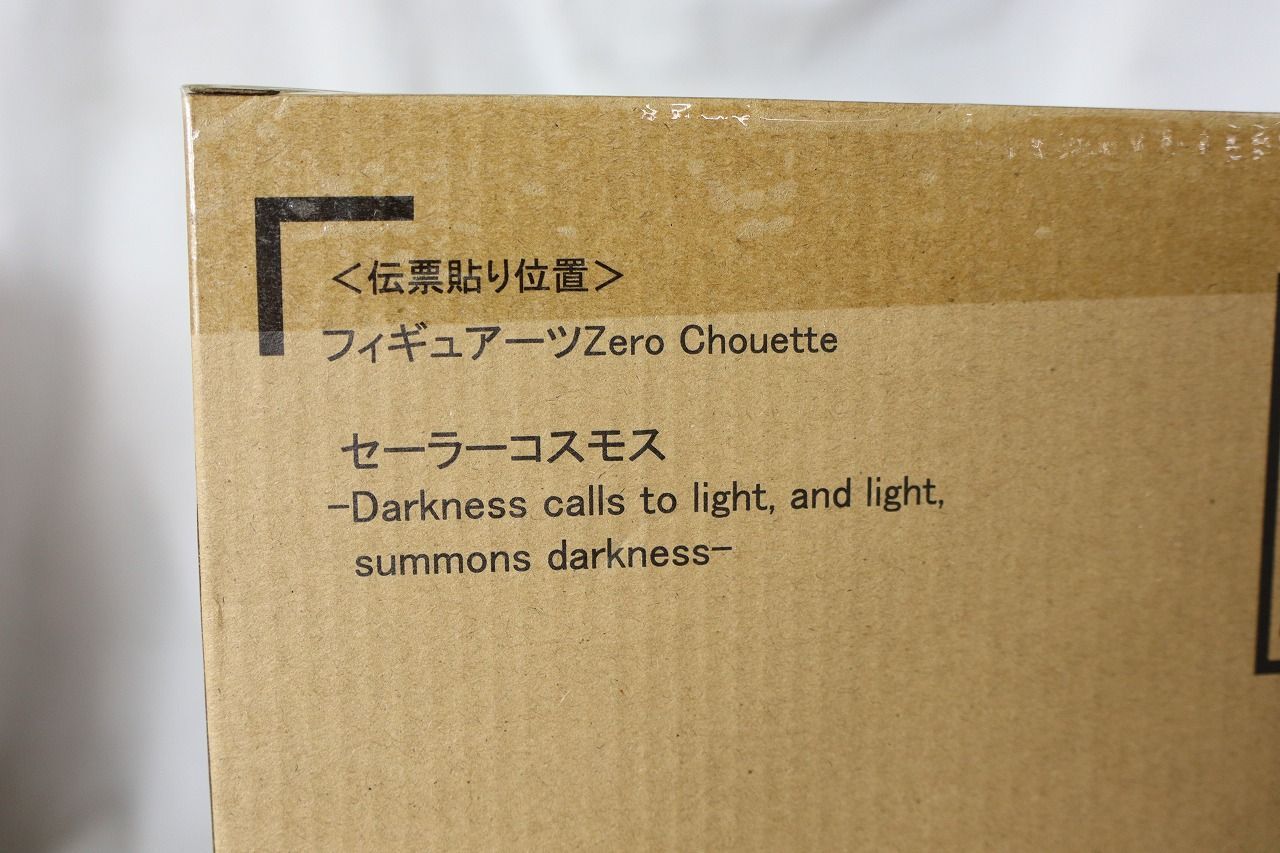 ＜伝票貼り位置＞
フィギュアーツZero Chouette
セーラーコスモス
-Darkness calls to light, and light,
summons darkness-